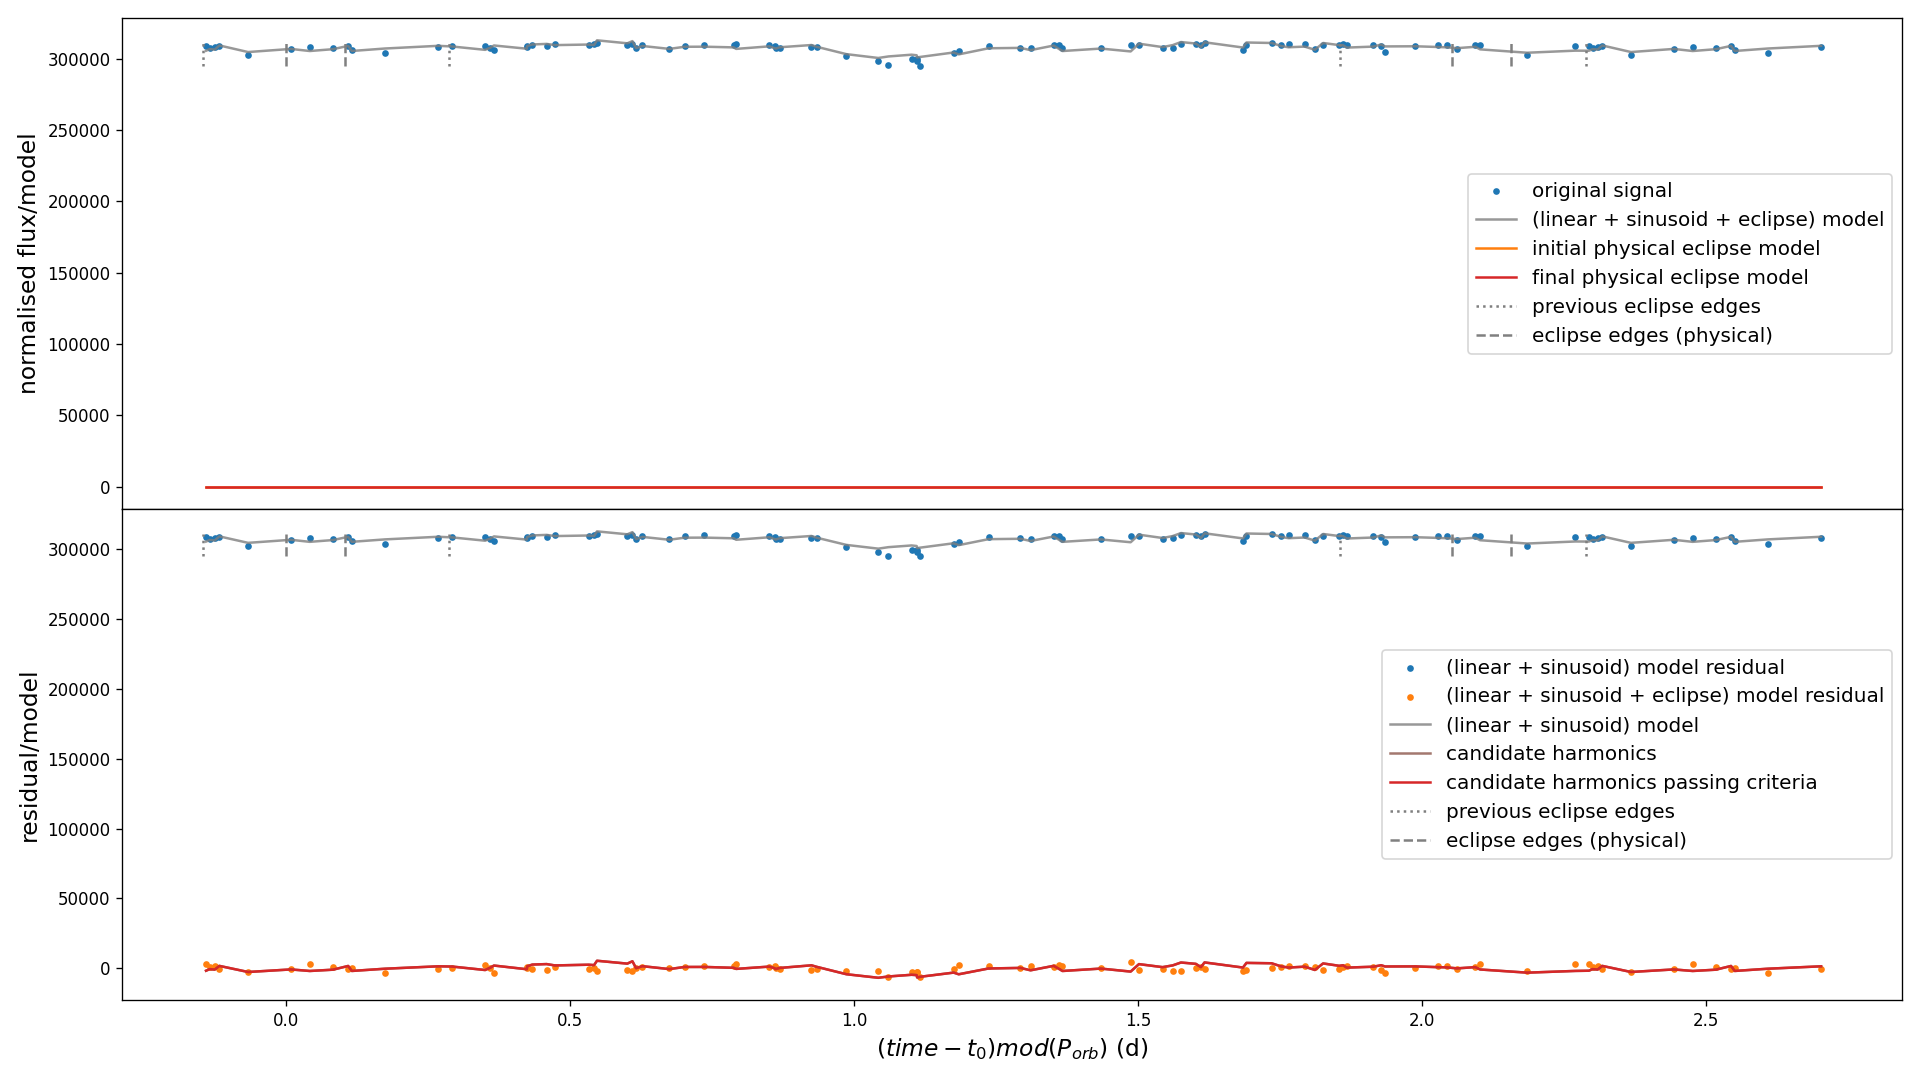 300000
250000
200000
150000
100000
50000
0
normalised flux/model
original signal
(linear + sinusoid + eclipse) model
initial physical eclipse model
final physical eclipse model
previous eclipse edges
eclipse edges (physical)
300000
250000
200000
150000
100000
50000
0
residual/model
(linear + sinusoid) model residual
(linear + sinusoid + eclipse) model residual
(linear + sinusoid) model
candidate harmonics
candidate harmonics passing criteria
previous eclipse edges
eclipse edges (physical)
0.0 0.5 1.0 1.5 2.0 2.5
(time − t₀)mod(Pₒᵣb) (d)